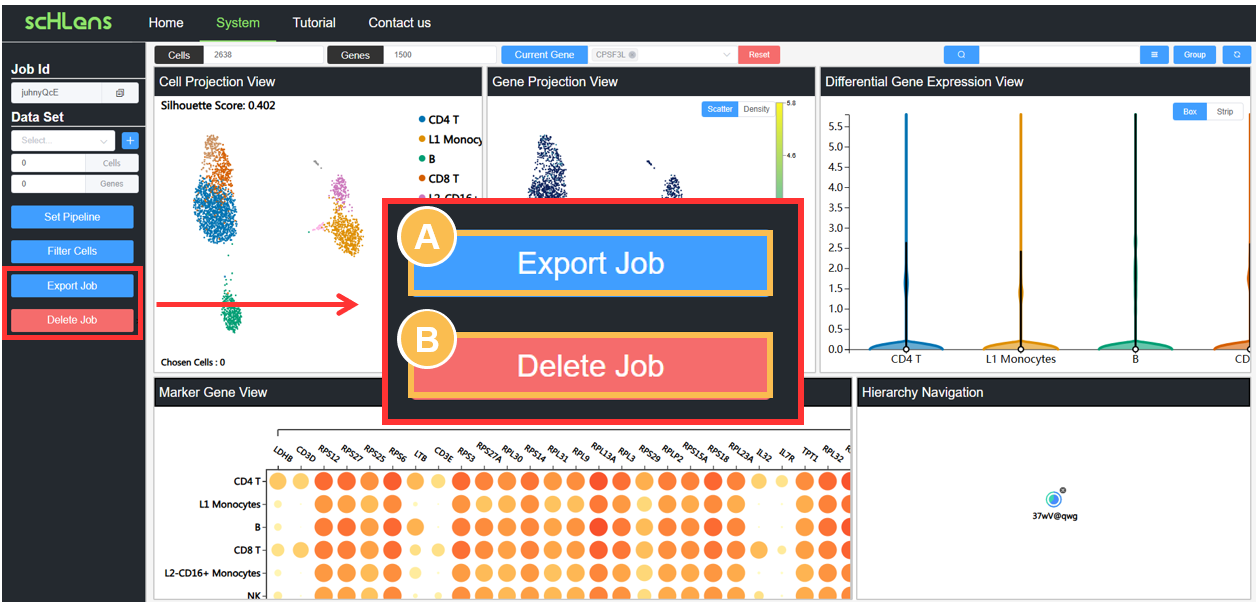 scHLens
Home
System
Tutorial
Contact us
Job Id
juhnyQcE
Data Set
Select...
+
0 Cells
0 Genes
Set Pipeline
Filter Cells
Export Job
Delete Job
Cells 2638
Genes 1500
Current Gene CPSF3L
Reset
Group
Cell Projection View
Silhouette Score: 0.402
CD4 T
L1 Monocy
B
CD8 T
L2-CD16+
Chosen Cells : 0
Gene Projection View
Scatter Density
5.8
4.6
A
Export Job
B
Delete Job
Differential Gene Expression View
Box Strip
5.5
5.0
4.5
4.0
3.5
3.0
2.5
2.0
1.5
1.0
0.5
0.0
CD4 T L1 Monocytes B CD
Marker Gene View
LDHB CD3D RPS12 RPS27 RPS25 RPS6 LTB CD3E RPS3 RPS27A RPL30 RPS14 RPL31 RPL9 RPL13A RPL3 RPS29 RPLP2 RPS15A RPS18 RPL23A IL32 IL7R TPT1 RPL32
CD4 T
L1 Monocytes
B
CD8 T
L2-CD16+ Monocytes
NK
Hierarchy Navigation
37wV@qwg